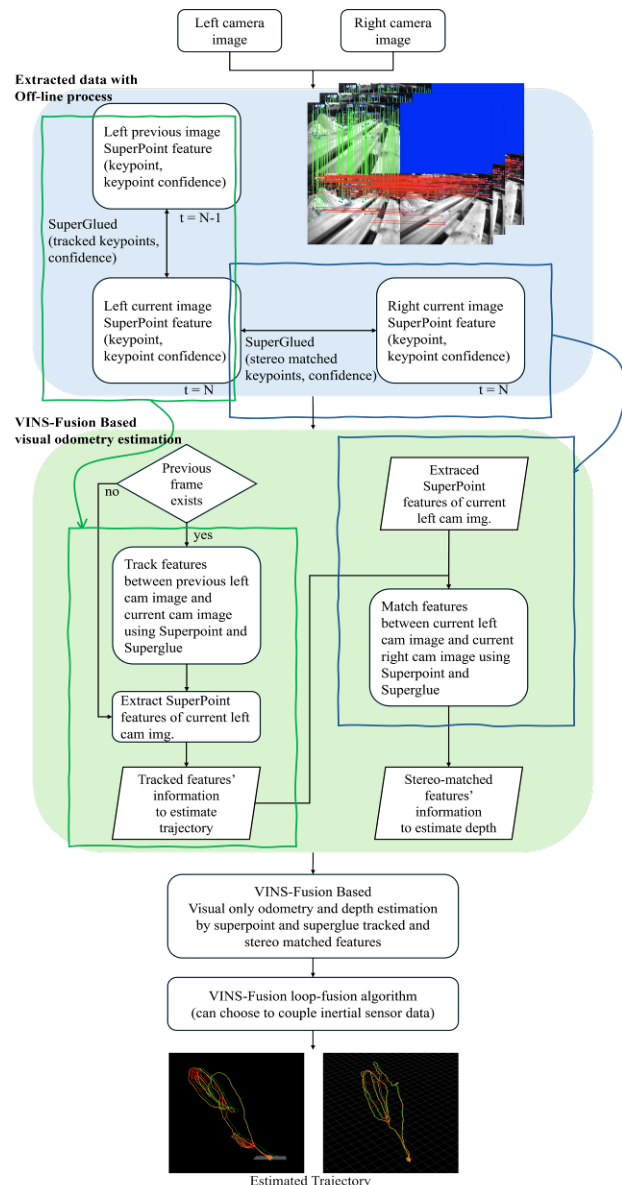 Left camera
image
Right camera
image
Extracted data with
Off-line process
Left previous image
SuperPoint feature
(keypoint,
keypoint confidence)
t = N-1
SuperGlued
(tracked keypoints,
confidence)
Left current image
SuperPoint feature
(keypoint,
keypoint confidence)
t = N
SuperGlued
(stereo matched
keypoints, confidence)
Right current image
SuperPoint feature
(keypoint,
keypoint confidence)
t = N
VINS-Fusion Based
visual odometry estimation
Previous
frame
exists
no
yes
Track features
between previous left
cam image and
current cam image
using Superpoint and
Superglue
Extract SuperPoint
features of current left
cam img.
Tracked features'
information
to estimate
trajectory
Extraced
SuperPoint
features of current
left cam img.
Match features
between current left
cam image and current
right cam image using
Superpoint and
Superglue
Stereo-matched
features'
information
to estimate depth
VINS-Fusion Based
Visual only odometry and depth estimation
by superpoint and superglue tracked and
stereo matched features
VINS-Fusion loop-fusion algorithm
(can choose to couple inertial sensor data)
Estimated Trajectory